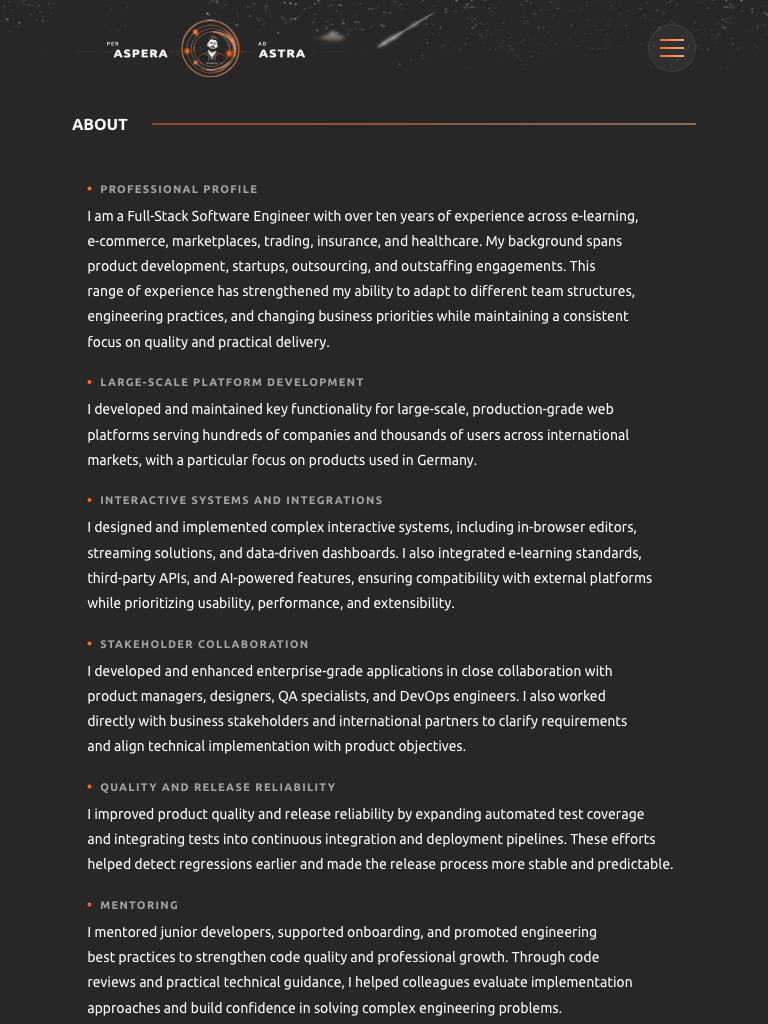 PER
ASPERA
AD
ASTRA
ABOUT
PROFESSIONAL PROFILE
I am a Full-Stack Software Engineer with over ten years of experience across e-learning,
e-commerce, marketplaces, trading, insurance, and healthcare. My background spans
product development, startups, outsourcing, and outstaffing engagements. This
range of experience has strengthened my ability to adapt to different team structures,
engineering practices, and changing business priorities while maintaining a consistent
focus on quality and practical delivery.
LARGE-SCALE PLATFORM DEVELOPMENT
I developed and maintained key functionality for large-scale, production-grade web
platforms serving hundreds of companies and thousands of users across international
markets, with a particular focus on products used in Germany.
INTERACTIVE SYSTEMS AND INTEGRATIONS
I designed and implemented complex interactive systems, including in-browser editors,
streaming solutions, and data-driven dashboards. I also integrated e-learning standards,
third-party APIs, and AI-powered features, ensuring compatibility with external platforms
while prioritizing usability, performance, and extensibility.
STAKEHOLDER COLLABORATION
I developed and enhanced enterprise-grade applications in close collaboration with
product managers, designers, QA specialists, and DevOps engineers. I also worked
directly with business stakeholders and international partners to clarify requirements
and align technical implementation with product objectives.
QUALITY AND RELEASE RELIABILITY
I improved product quality and release reliability by expanding automated test coverage
and integrating tests into continuous integration and deployment pipelines. These efforts
helped detect regressions earlier and made the release process more stable and predictable.
MENTORING
I mentored junior developers, supported onboarding, and promoted engineering
best practices to strengthen code quality and professional growth. Through code
reviews and practical technical guidance, I helped colleagues evaluate implementation
approaches and build confidence in solving complex engineering problems.